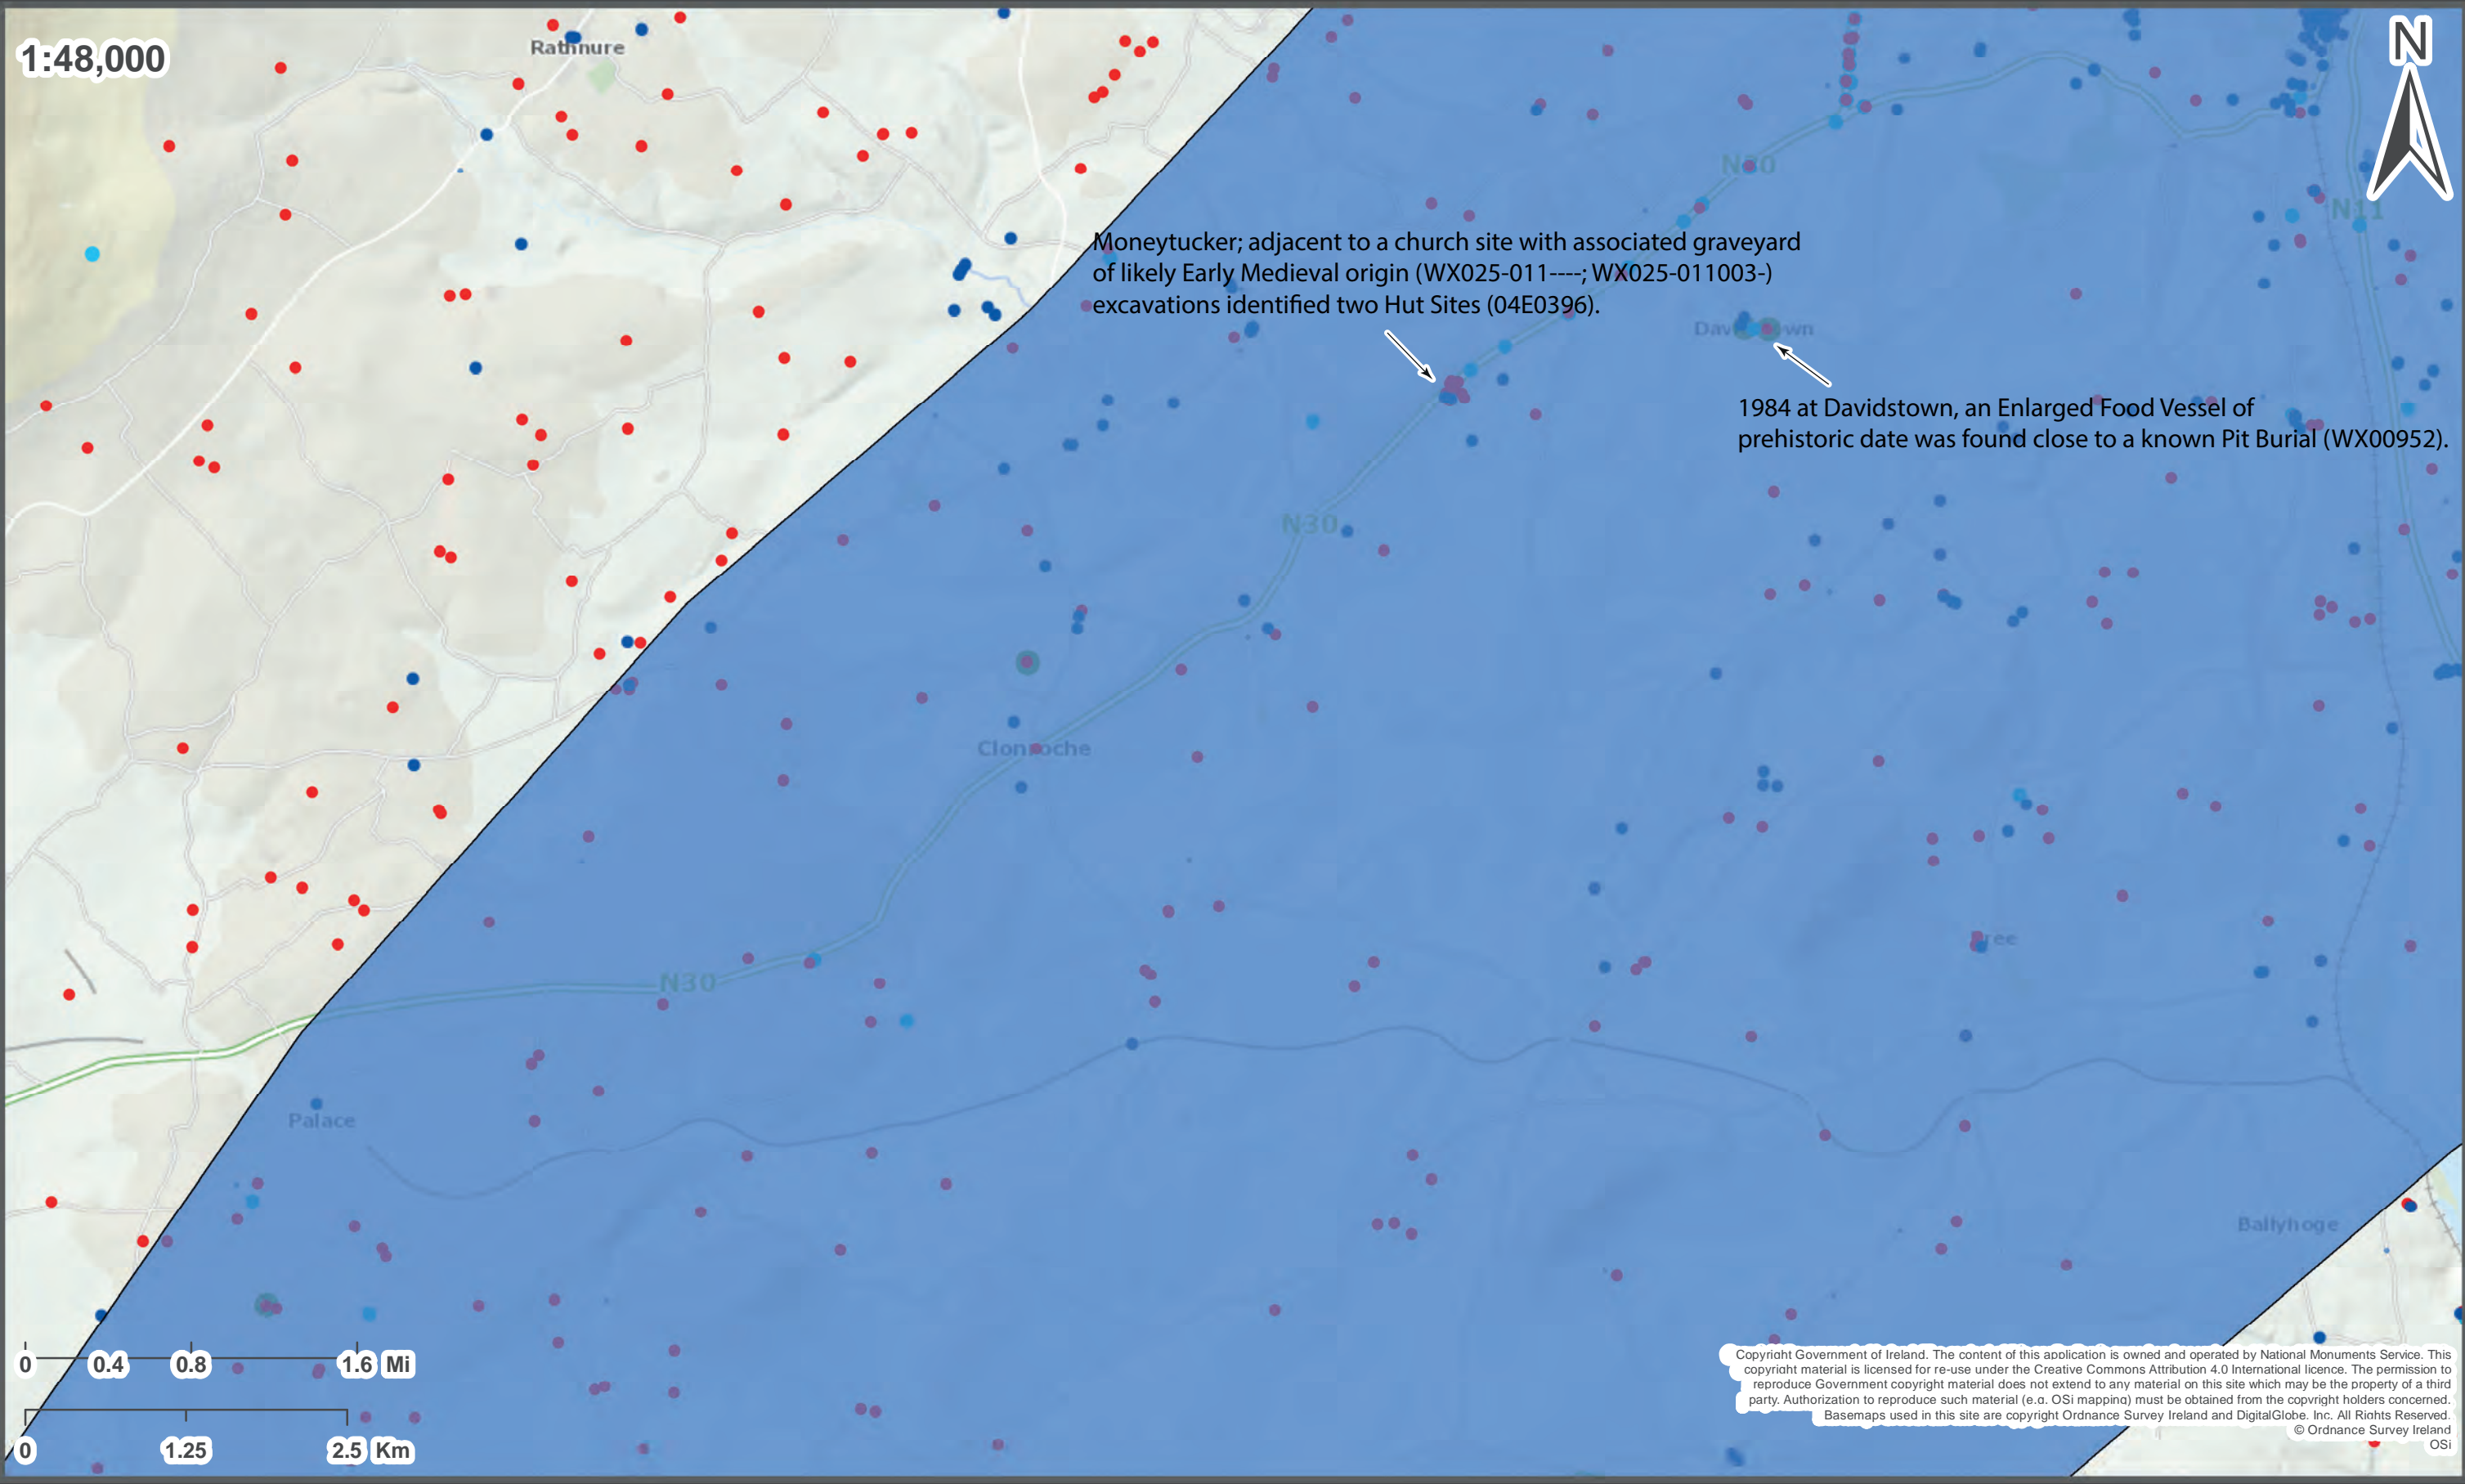 1:48,000
Rathnure
N
N30
N11
Moneytucker; adjacent to a church site with associated graveyard
of likely Early Medieval origin (WX025-011----; WX025-011003-)
excavations identified two Hut Sites (04E0396).
1984 at Davidstown, an Enlarged Food Vessel of
prehistoric date was found close to a known Pit Burial (WX00952).
N30
Clonroche
N30
Palace
Ballyhoge
0 0.4 0.8 1.6 Mi
0 1.25 2.5 Km
Copyright Government of Ireland. The content of this application is owned and operated by National Monuments Service. This
copyright material is licensed for re-use under the Creative Commons Attribution 4.0 International licence. The permission to
reproduce Government copyright material does not extend to any material on this site which may be the property of a third
party. Authorization to reproduce such material (e.g. OSi mapping) must be obtained from the copyright holders concerned.
Basemaps used in this site are copyright Ordnance Survey Ireland and DigitalGlobe. Inc. All Rights Reserved.
© Ordnance Survey Ireland
OSi